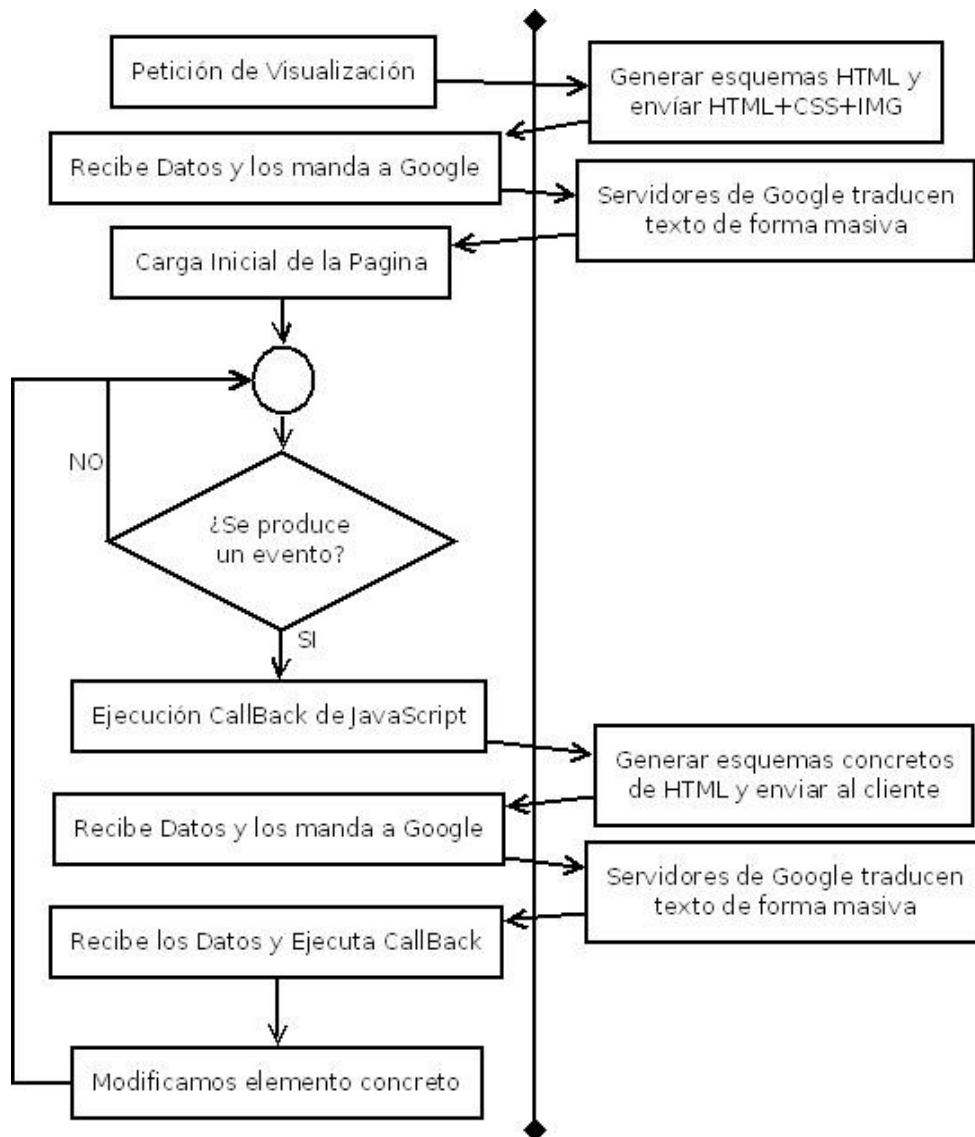 Petición de Visualización
Generar esquemas HTML y
envíar HTML+CSS+IMG
Recibe Datos y los manda a Google
Servidores de Google traducen
texto de forma masiva
Carga Inicial de la Pagina
NO
¿Se produce
un evento?
SI
Ejecución CallBack de JavaScript
Generar esquemas concretos
de HTML y enviar al cliente
Recibe Datos y los manda a Google
Servidores de Google traducen
texto de forma masiva
Recibe los Datos y Ejecuta CallBack
Modificamos elemento concreto